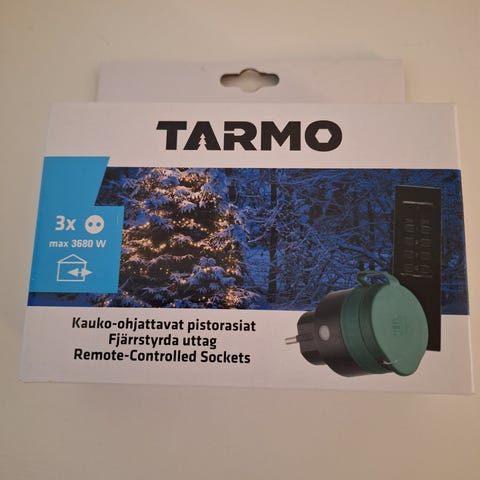 TARMO
3x
max 3680 W
Kauko-ohjattavat pistorasiat
Fjärrstyrda uttag
Remote-Controlled Sockets